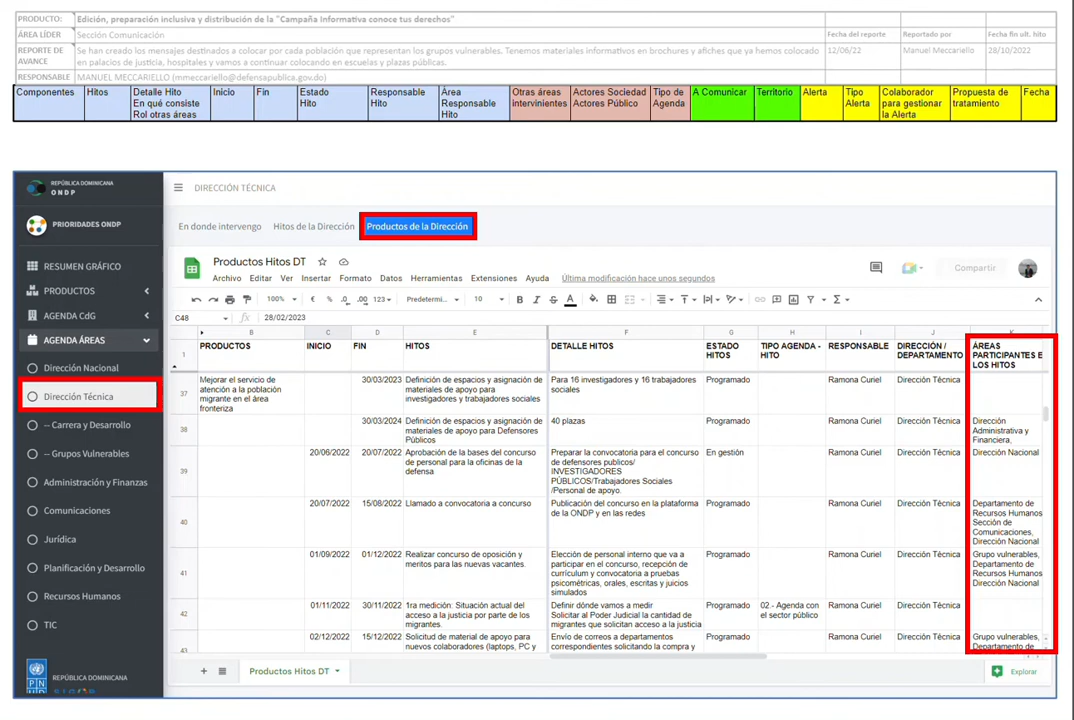 PRODUCTO: Edición, preparación inclusiva y distribución de la "Campaña Informativa conoce tus derechos"
ÁREA LÍDER Sección Comunicación Fecha del reporte Reportado por Fecha fin ult. hito
REPORTE DE AVANCE Se han creado los mensajes destinados a colocar por cada población que representan los grupos vulnerables. Tenemos materiales informativos en brochures y afiches que ya hemos colocado 12/08/22 Manuel Meccariello 28/10/2022
en palacios de justicia, hospitales y vamos a continuar colocando en escuelas y plazas públicas.
RESPONSABLE MANUEL MECCARIELLO (mmeccariello@defensapublica.gov.do)
Componentes Hitos Detalle Hito Inicio Fin Estado Responsable Área Otras áreas Actores Sociedad Tipo de A Comunicar Territorio Alerta Tipo Colaborador Propuesta de Fecha
En qué consiste Hito Hito Responsable intervinientes Actores Público Agenda Alerta para gestionar tratamiento
Rol otras áreas Hito la Alerta
REPÚBLICA DOMINICANA
ONDP
DIRECCIÓN TÉCNICA
PRIORIDADES ONDP
En donde intervengo Hitos de la Dirección Productos de la Dirección
RESUMEN GRÁFICO
PRODUCTOS
AGENDA CdG
AGENDA ÁREAS
Dirección Nacional
Dirección Técnica
-- Carrera y Desarrollo
-- Grupos Vulnerables
Administración y Finanzas
Comunicaciones
Jurídica
Planificación y Desarrollo
Recursos Humanos
TIC
PNUD
REPÚBLICA DOMINICANA
Productos Hitos DT
Archivo Editar Ver Insertar Formato Datos Herramientas Extensiones Ayuda Última modificación hace unos segundos
Compartir
100% € % .0 .00 123 Predetermi... 10 B I S A
C48 fx 28/02/2023
B C D E F G H I J K
1 PRODUCTOS INICIO FIN HITOS DETALLE HITOS ESTADO HITOS TIPO AGENDA - HITO RESPONSABLE DIRECCIÓN / DEPARTAMENTO ÁREAS PARTICIPANTES E LOS HITOS
37 Mejorar el servicio de atención a la población migrante en el área fronteriza 30/03/2023 Definición de espacios y asignación de materiales de apoyo para investigadores y trabajadores sociales Para 16 investigadores y 16 trabajadores sociales Programado Ramona Curiel Dirección Técnica
38 30/03/2024 Definición de espacios y asignación de materiales de apoyo para Defensores Públicos 40 plazas Programado Ramona Curiel Dirección Técnica Dirección Administrativa y Financiera,
39 20/06/2022 20/07/2022 Aprobación de la bases del concurso de personal para la oficinas de la defensa Preparar la convocatoria para el concurso de defensores publicos/ INVESTIGADORES PÚBLICOS/Trabajadores Sociales /Personal de apoyo. En gestión Ramona Curiel Dirección Técnica Dirección Nacional
40 20/07/2022 15/08/2022 Llamado a convocatoria a concurso Publicación del concurso en la plataforma de la ONDP y en las redes Programado Ramona Curiel Dirección Técnica Departamento de Recursos Humanos Sección de Comunicaciones, Dirección Nacional
41 01/09/2022 01/12/2022 Realizar concurso de oposición y meritos para las nuevas vacantes. Elección de personal interno que va a participar en el concurso, recepción de currículum y convocatoria a pruebas psicométricas, orales, escritas y juicios simulados Programado Ramona Curiel Dirección Técnica Grupo vulnerables, Departamento de Recursos Humanos Dirección Nacional
42 01/11/2022 30/11/2022 1ra medición: Situación actual del acceso a la justicia por parte de los migrantes. Definir dónde vamos a medir Solicitar al Poder Judicial la cantidad de migrantes que solicitan acceso a la justicia Programado 02.- Agenda con el sector público Ramona Curiel Dirección Técnica
43 02/12/2022 15/12/2022 Solicitud de material de apoyo para nuevos colaboradores (laptops, PC y Envío de correos a departamentos correspondientes solicitando la compra y Programado Ramona Curiel Dirección Técnica Grupo vulnerables, Departamento de
Productos Hitos DT
Explorar